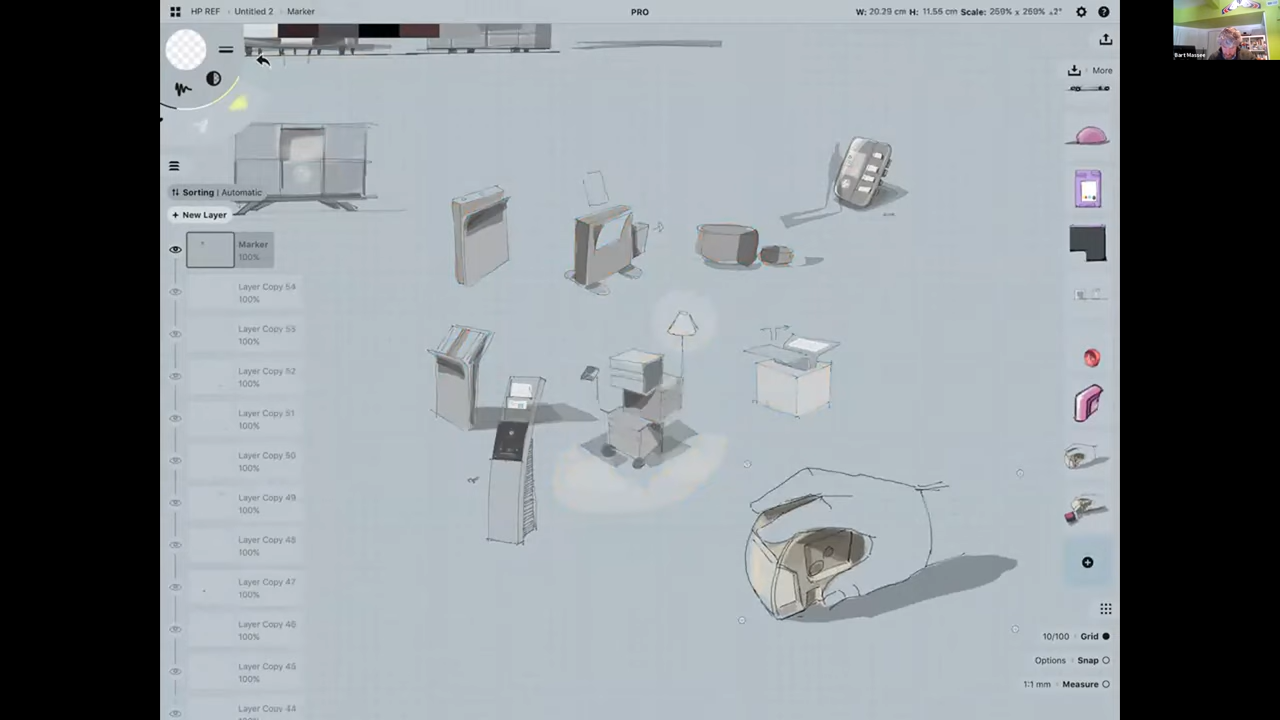 HP REF Untitled 2 Marker
PRO
W: 20.29 cm H: 11.55 cm Scale: 259% x 259% ∠2°
More
Sorting | Automatic
+ New Layer
Marker
100%
Layer Copy 54
100%
Layer Copy 53
100%
Layer Copy 52
100%
Layer Copy 51
100%
Layer Copy 50
100%
Layer Copy 49
100%
Layer Copy 48
100%
Layer Copy 47
100%
Layer Copy 46
100%
Layer Copy 45
100%
Layer Copy 44
10/100 Grid
Options Snap
1:1 mm Measure
Bart Massee